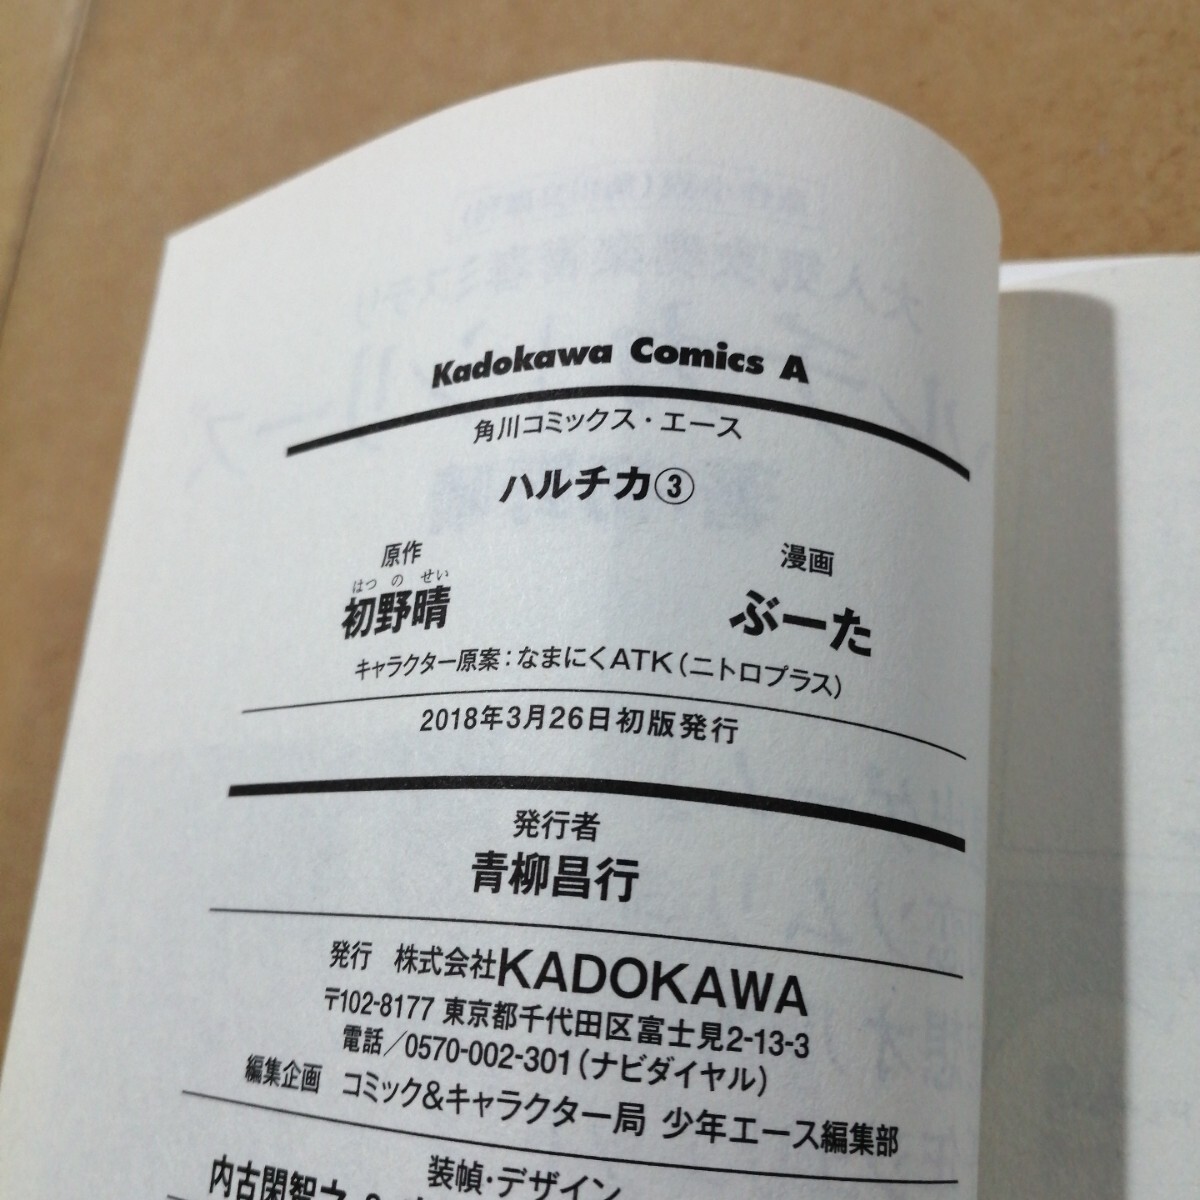 Kadokawa Comics A
角川コミックス・エース
ハルチカ③
原作
はつ の せい
初野晴
漫画
ぶーた
キャラクター原案：なまにくATK（ニトロプラス）
2018年3月26日初版発行
発行者
青柳昌行
発行 株式会社KADOKAWA
〒102-8177 東京都千代田区富士見2-13-3
電話／0570-002-301（ナビダイヤル）
編集企画 コミック&キャラクター局 少年エース編集部
装幀・デザイン
内古閑智之